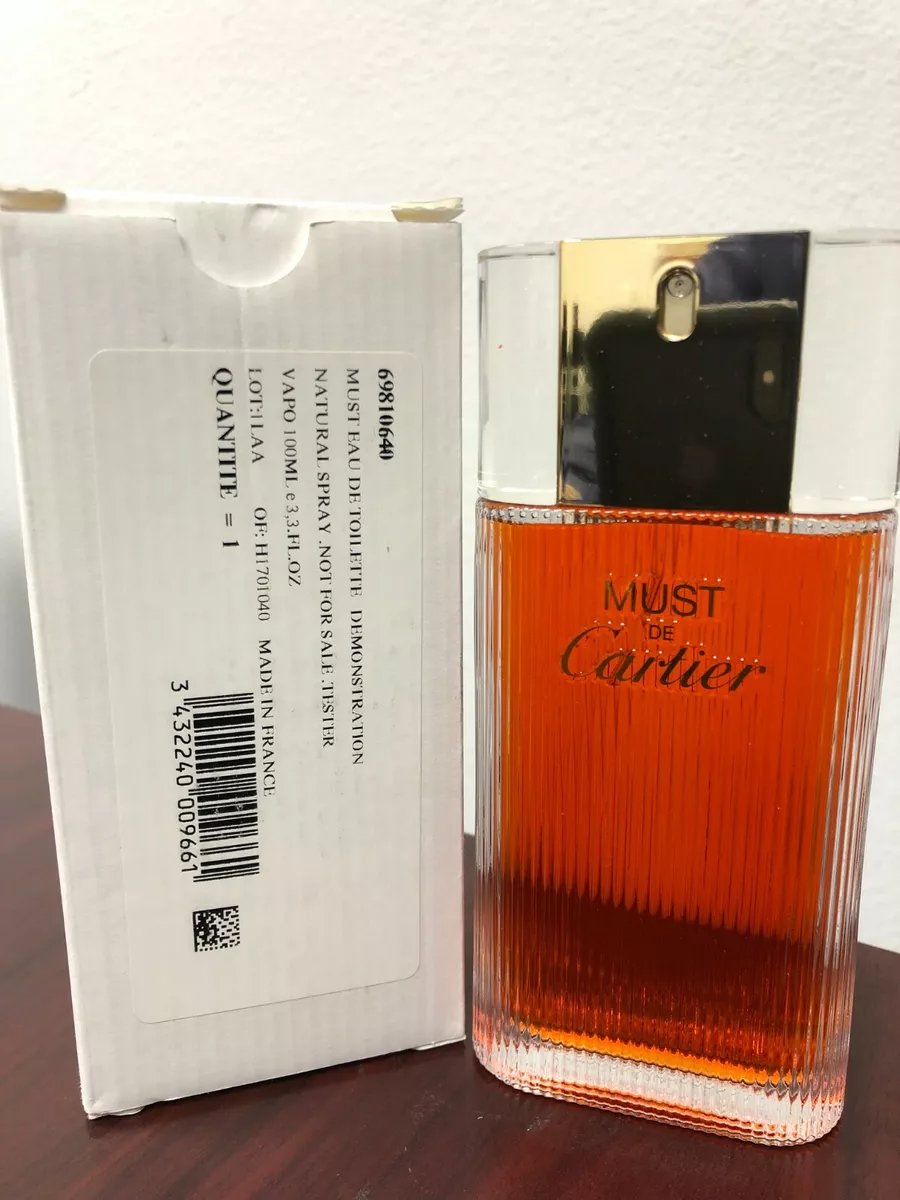 69810640
MUST EAU DE TOILETTE DEMONSTRATION
NATURAL SPRAY .NOT FOR SALE .TESTER
VAPO 100ML e 3,3.FL.OZ
LOT:1LAA OF: H1701040 MADE IN FRANCE
QUANTITE = 1
3 432240 009661
MUST
DE
Cartier